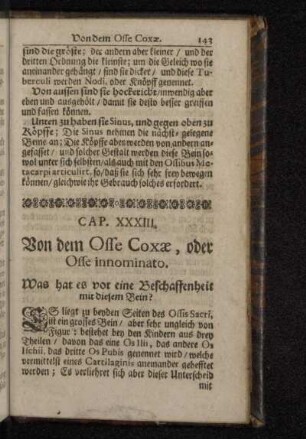 Von dem Osse Coxæ. 143
sind die gröste; der andern aber kleiner / und der
dritten Ordnung die kleinste; um die Geleich wo sie
aneinander gehängt / sind sie dicker / und diese Tu-
berculi werden Nodi, oder Knöpff genennet.
Von aussen sind sie hockericht / inwendig aber
eben und ausgehölt / damit sie desto besser greiffen
und fassen können.
Unten zu haben sie Sinus, und gegen oben zu
Köpffe; Die Sinus nehmen die nächst-gelegene
Beine an; Die Köpffe aber werden von andern an-
gefasset / und solcher Gestalt werden diese Bein so-
wol unter sich selbsten / als auch mit den Ossibus Me-
tacarpi articulirt, so / daß sie sich sehr frey bewegen
können / gleichwie ihr Gebrauch solches erfordert.
CAP. XXXIII.
Von dem Osse Coxæ, oder
Osse innominato.
Was hat es vor eine Beschaffenheit
mit diesem Bein?
ES liegt zu beyden Seiten des Ossis Sacri,
ist ein grosses Bein / aber sehr ungleich von
Figur; bestehet bey den Kindern aus drey
Theilen / davon das eine Os Ilii, das andere Os
Ischii, das dritte Os Pubis genennet wird / welche
vermittelst eines Cartilaginis aneinander gehefftet
werden; Es verliehret sich aber dieser Unterscheid
mit